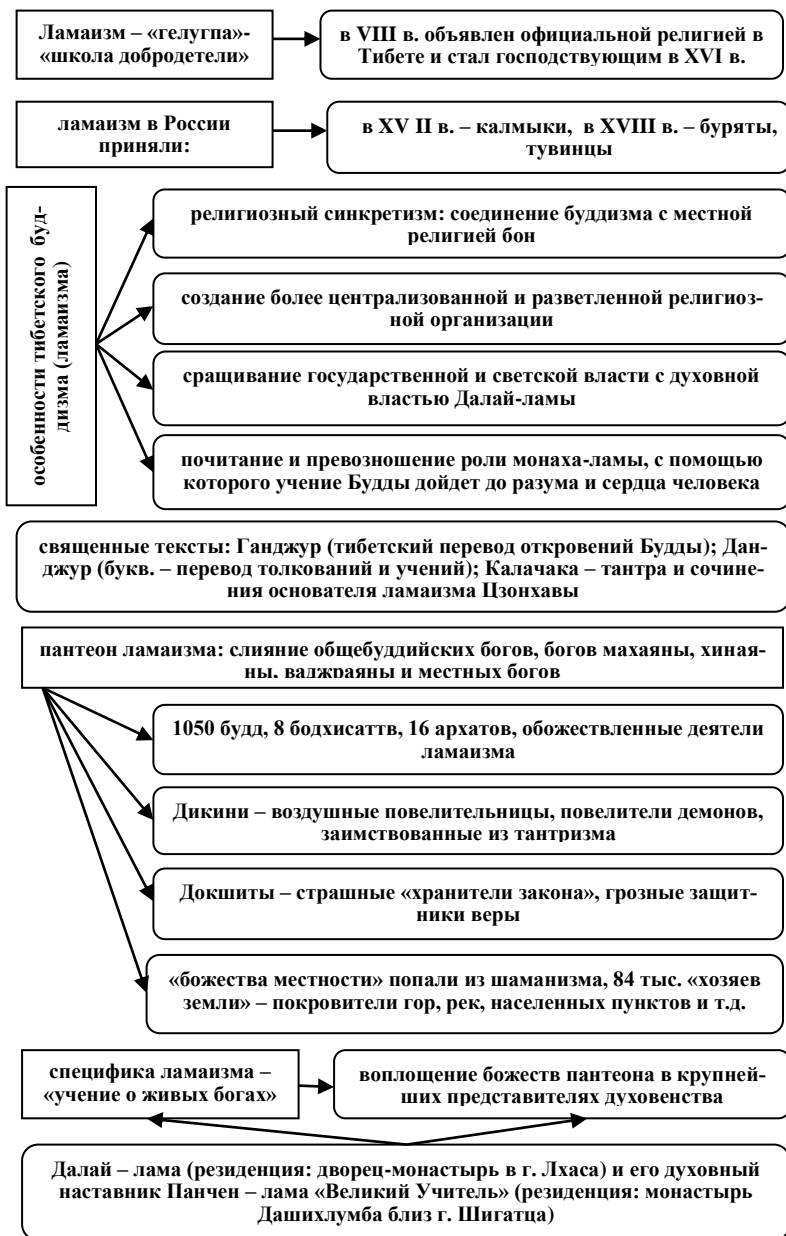 Ламаизм – «гелугпа»-
«школа добродетели»
в VIII в. объявлен официальной религией в
Тибете и стал господствующим в XVI в.
ламаизм в России
приняли:
в XV II в. – калмыки, в XVIII в. – буряты,
тувинцы
особенности тибетского буд-
дизма (ламаизма)
религиозный синкретизм: соединение буддизма с местной
религией бон
создание более централизованной и разветленной религиоз-
ной организации
сращивание государственной и светской власти с духовной
властью Далай-ламы
почитание и превозношение роли монаха-ламы, с помощью
которого учение Будды дойдет до разума и сердца человека
священные тексты: Ганджур (тибетский перевод откровений Будды); Дан-
джур (букв. – перевод толкований и учений); Калачака – тантра и сочине-
ния основателя ламаизма Цзонхавы
пантеон ламаизма: слияние общебуддийских богов, богов махаяны, хиная-
ны, ваджраяны и местных богов
1050 будд, 8 бодхисаттв, 16 архатов, обожествленные деятели
ламаизма
Дикини – воздушные повелительницы, повелители демонов,
заимствованные из тантризма
Докшиты – страшные «хранители закона», грозные защит-
ники веры
«божества местности» попали из шаманизма, 84 тыс. «хозяев
земли» – покровители гор, рек, населенных пунктов и т.д.
специфика ламаизма –
«учение о живых богах»
воплощение божеств пантеона в крупней-
ших представителях духовенства
Далай – лама (резиденция: дворец-монастырь в г. Лхаса) и его духовный
наставник Панчен – лама «Великий Учитель» (резиденция: монастырь
Дашихлумба близ г. Шигатца)